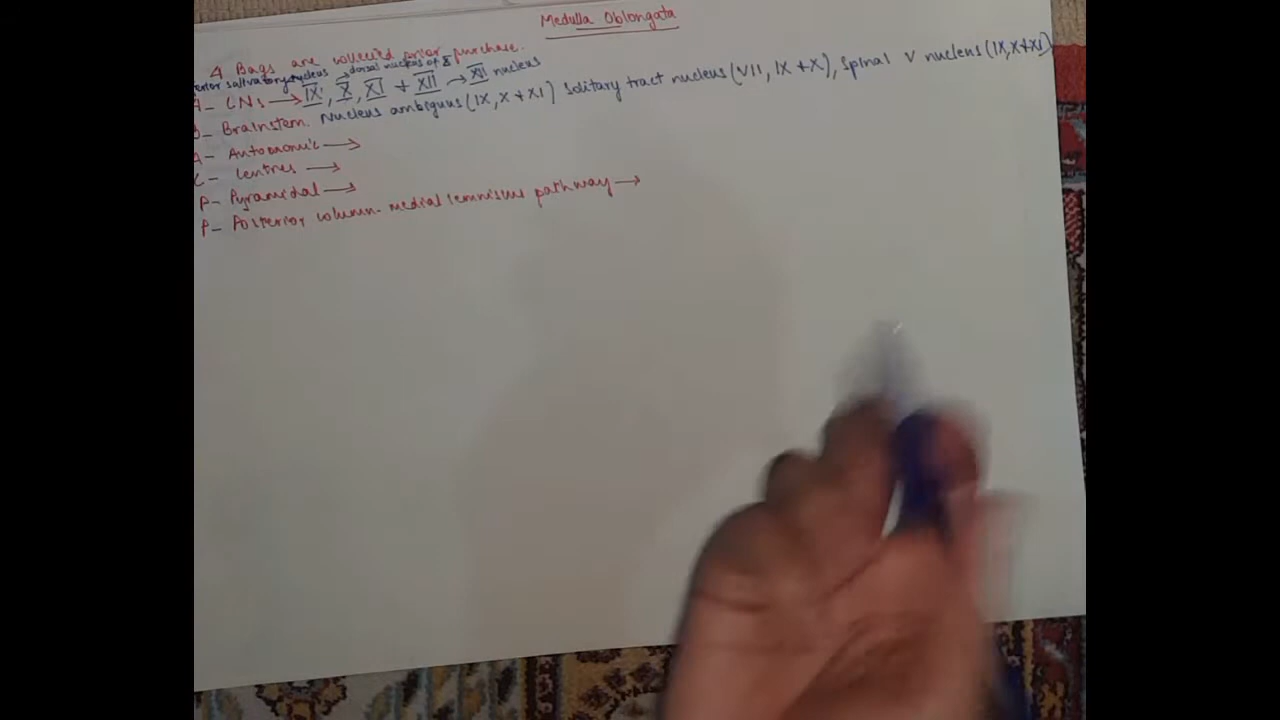 Medulla Oblongata
4 Bags are collected prior purchase.
salivatory nucleus → dorsal nucleus of X
A- CNs → IX, X, XI + XII → XII nucleus
B- Brainstem. Nucleus ambiguus (IX, X + XI) Solitary tract nucleus (VII, IX + X), Spinal V nucleus (IX, X + XI)
A- Autonomic →
C- Centres →
P- Pyramidal →
P- Posterior column- medial lemniscus pathway →